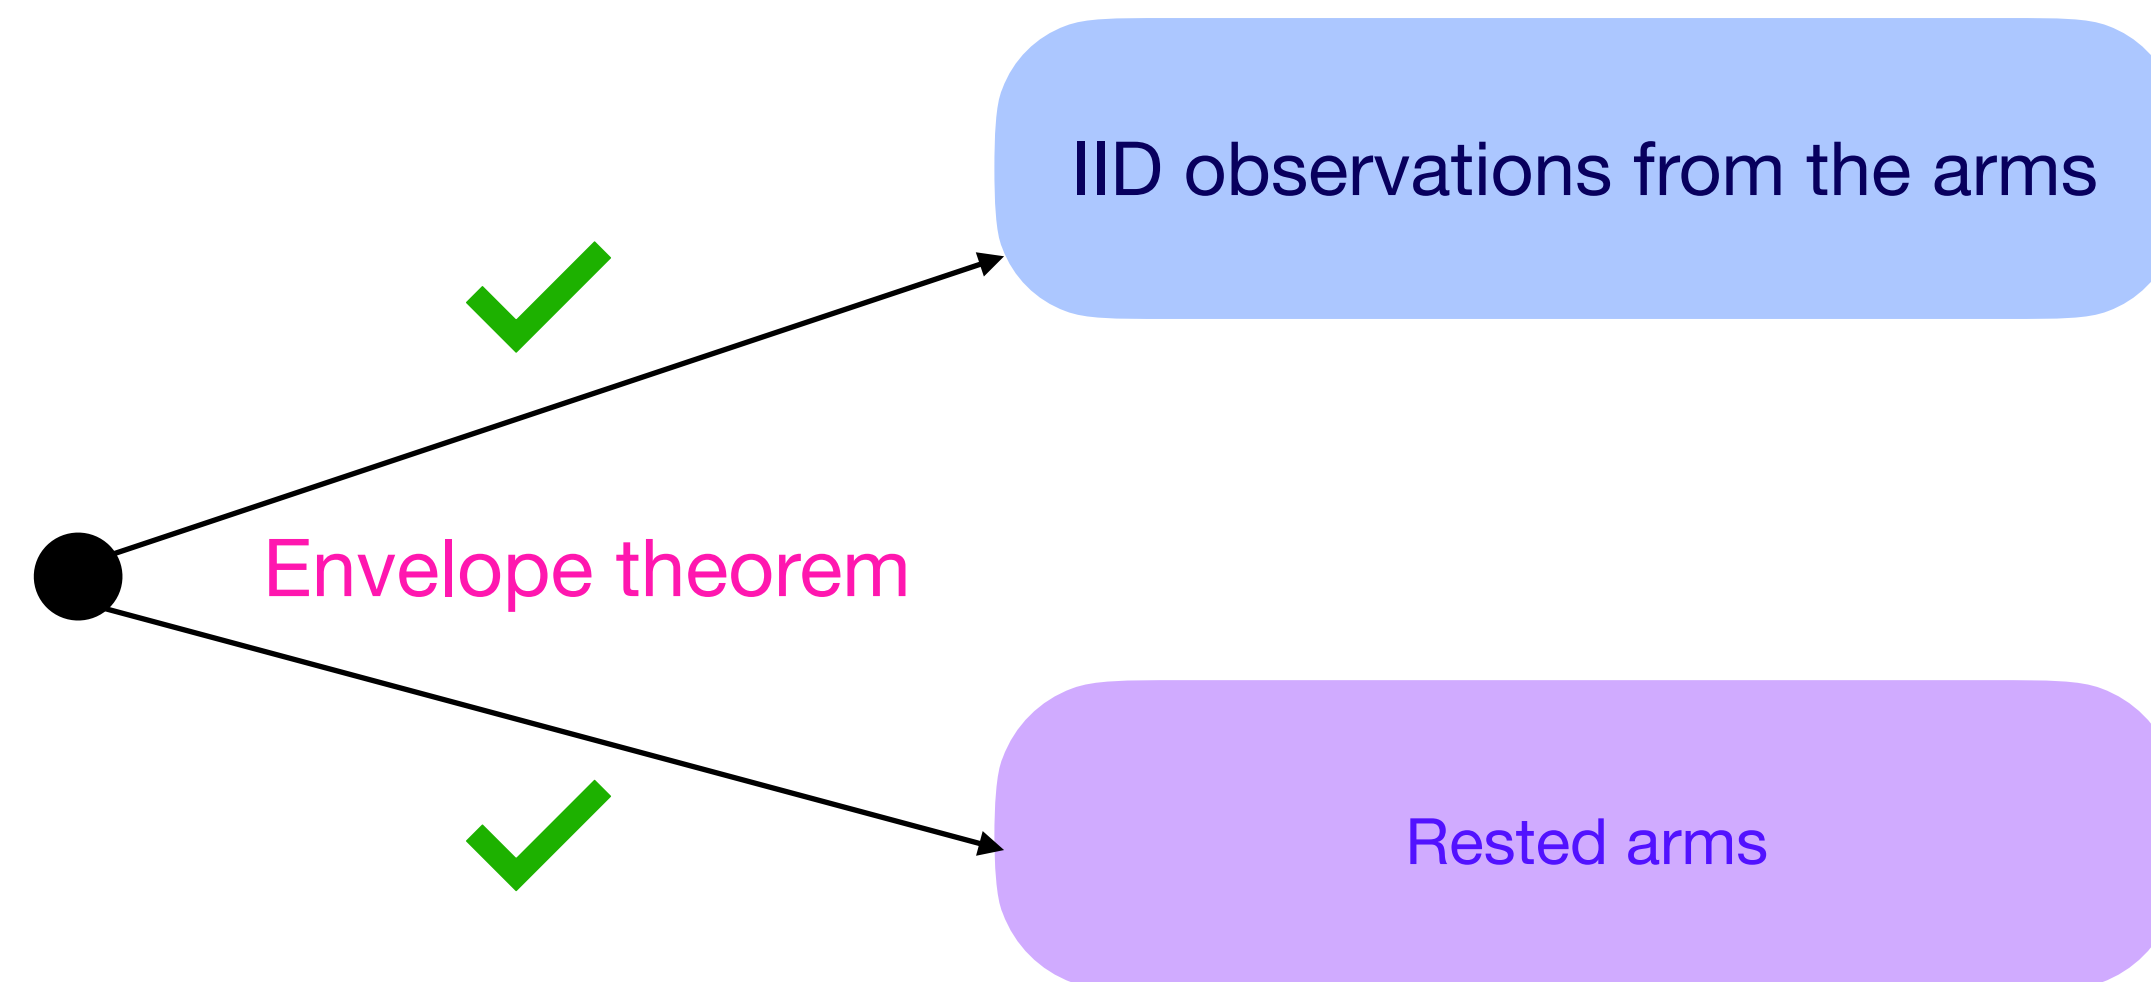 IID observations from the arms
Envelope theorem
Rested arms